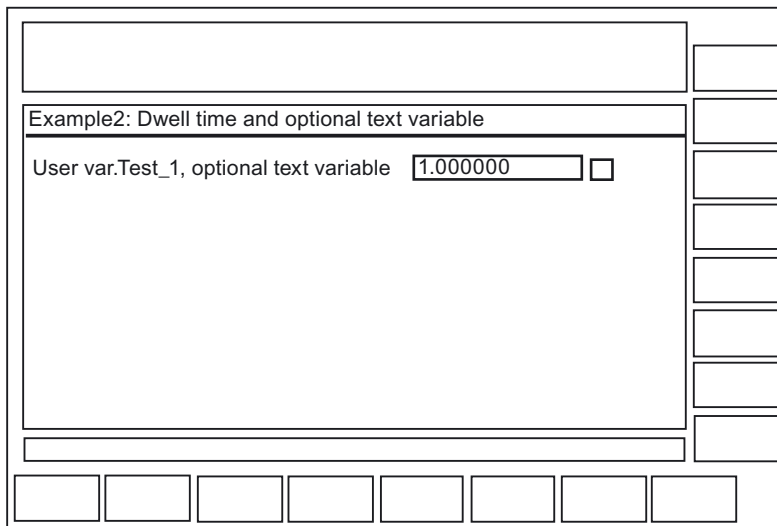 Example2: Dwell time and optional text variable
User var.Test_1, optional text variable 1.000000